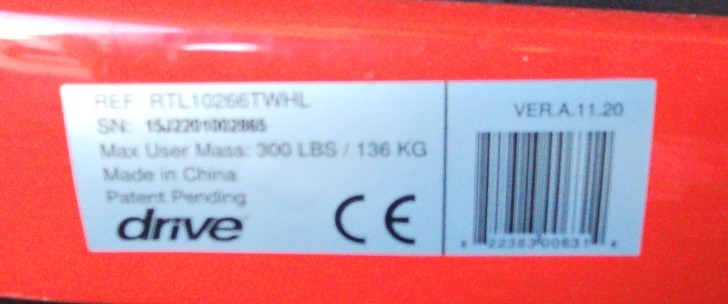 REF: RTL10266TWHL
SN:
Max User Mass: 300 LBS / 136 KG
Made in China
Patent Pending
drive
CE
VER.A.11.20